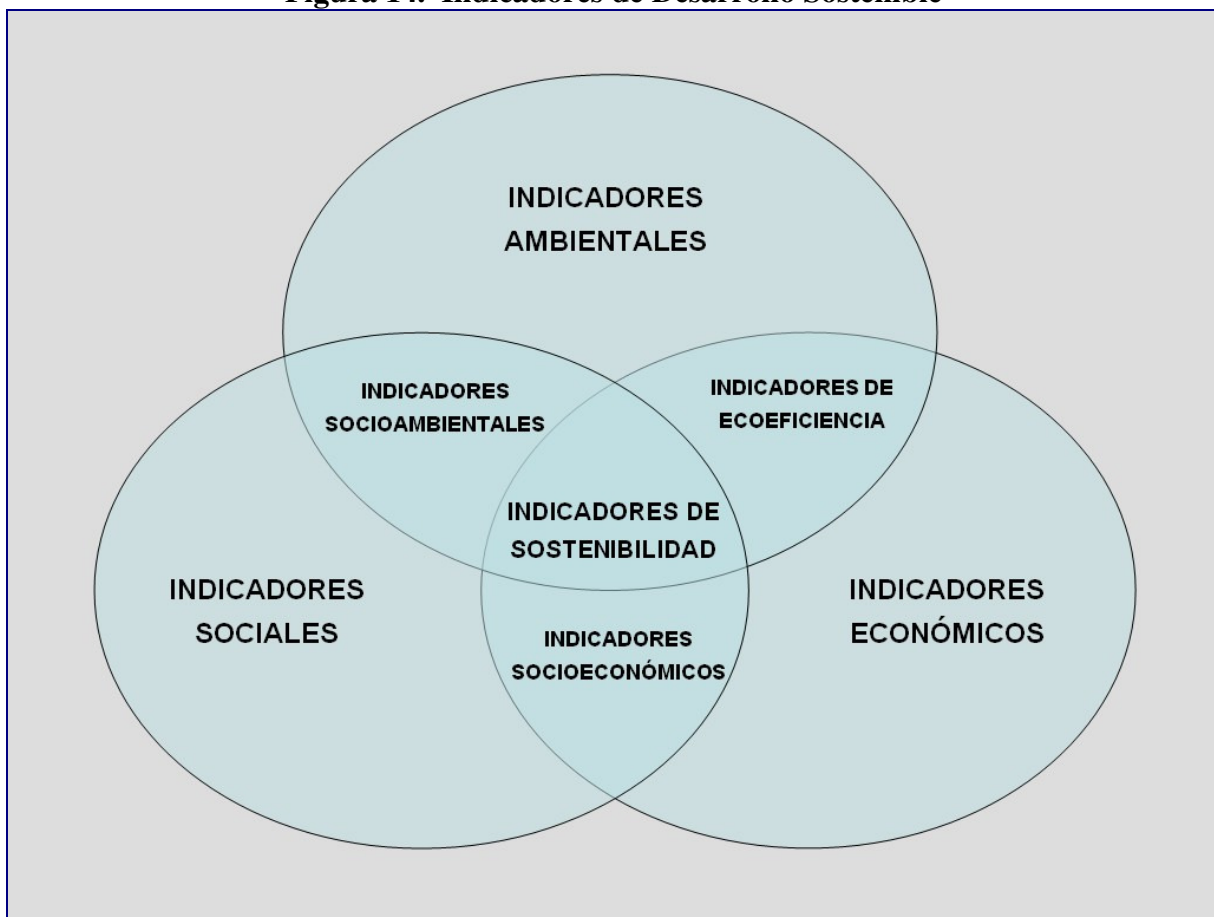 Figura 14. Indicadores de Desarrollo Sostenible
INDICADORES
AMBIENTALES
INDICADORES
SOCIOAMBIENTALES
INDICADORES DE
ECOEFICIENCIA
INDICADORES DE
SOSTENIBILIDAD
INDICADORES
SOCIALES
INDICADORES
ECONÓMICOS
INDICADORES
SOCIOECONÓMICOS